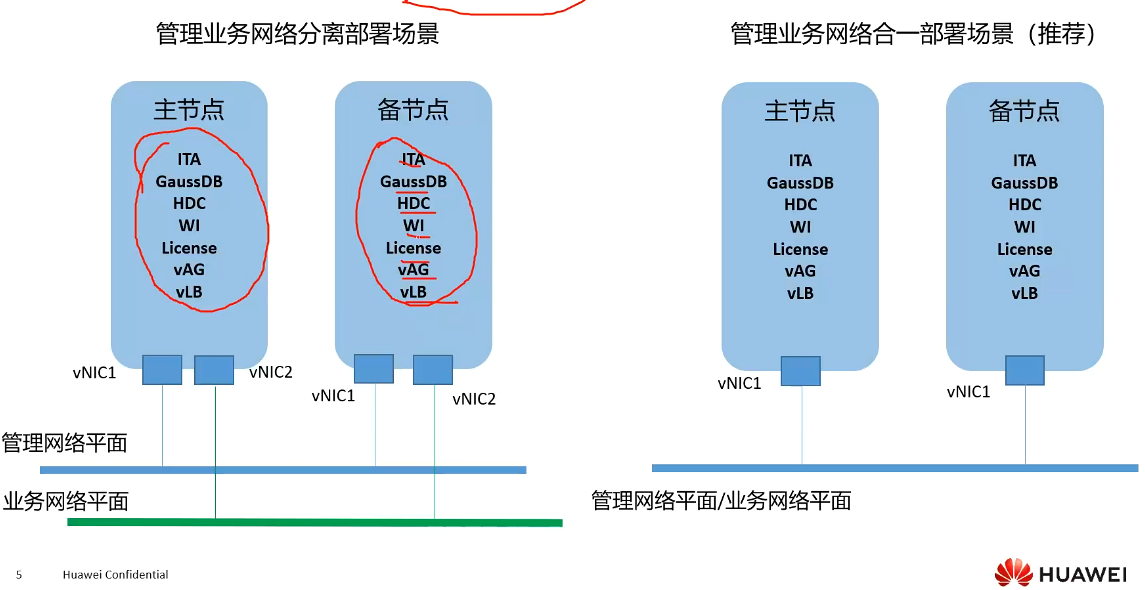 管理业务网络分离部署场景
主节点
ITA
GaussDB
HDC
WI
License
vAG
vLB
vNIC1
vNIC2
备节点
ITA
GaussDB
HDC
WI
License
vAG
vLB
vNIC1
vNIC2
管理网络平面
业务网络平面
管理业务网络合一部署场景（推荐）
主节点
ITA
GaussDB
HDC
WI
License
vAG
vLB
vNIC1
备节点
ITA
GaussDB
HDC
WI
License
vAG
vLB
vNIC1
管理网络平面/业务网络平面
5
Huawei Confidential
HUAWEI